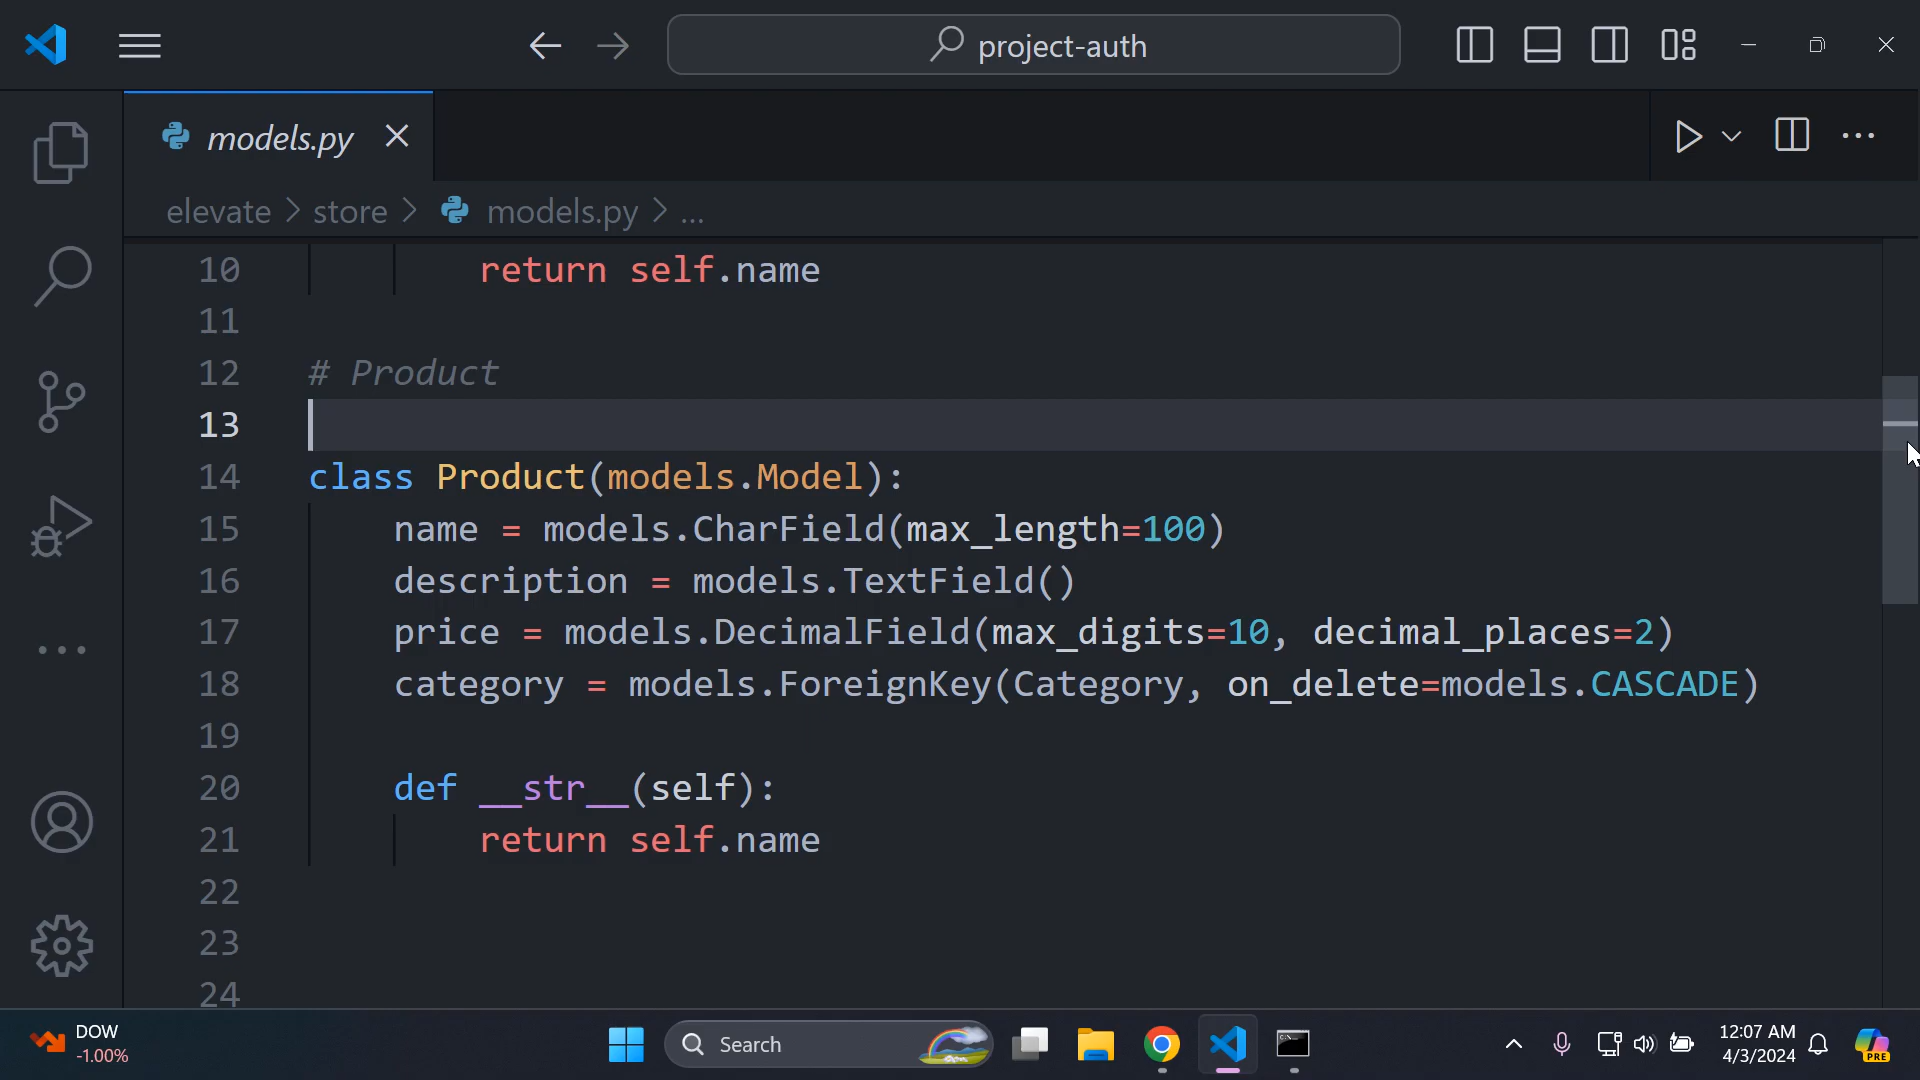 project-auth
models.py
elevate > store > models.py > ...
10 return self.name
11
12 # Product
13
14 class Product(models.Model):
15 name = models.CharField(max_length=100)
16 description = models.TextField()
17 price = models.DecimalField(max_digits=10, decimal_places=2)
18 category = models.ForeignKey(Category, on_delete=models.CASCADE)
19
20 def __str__(self):
21 return self.name
22
23
24
DOW
-1.00%
Search
12:07 AM
4/3/2024
PRE